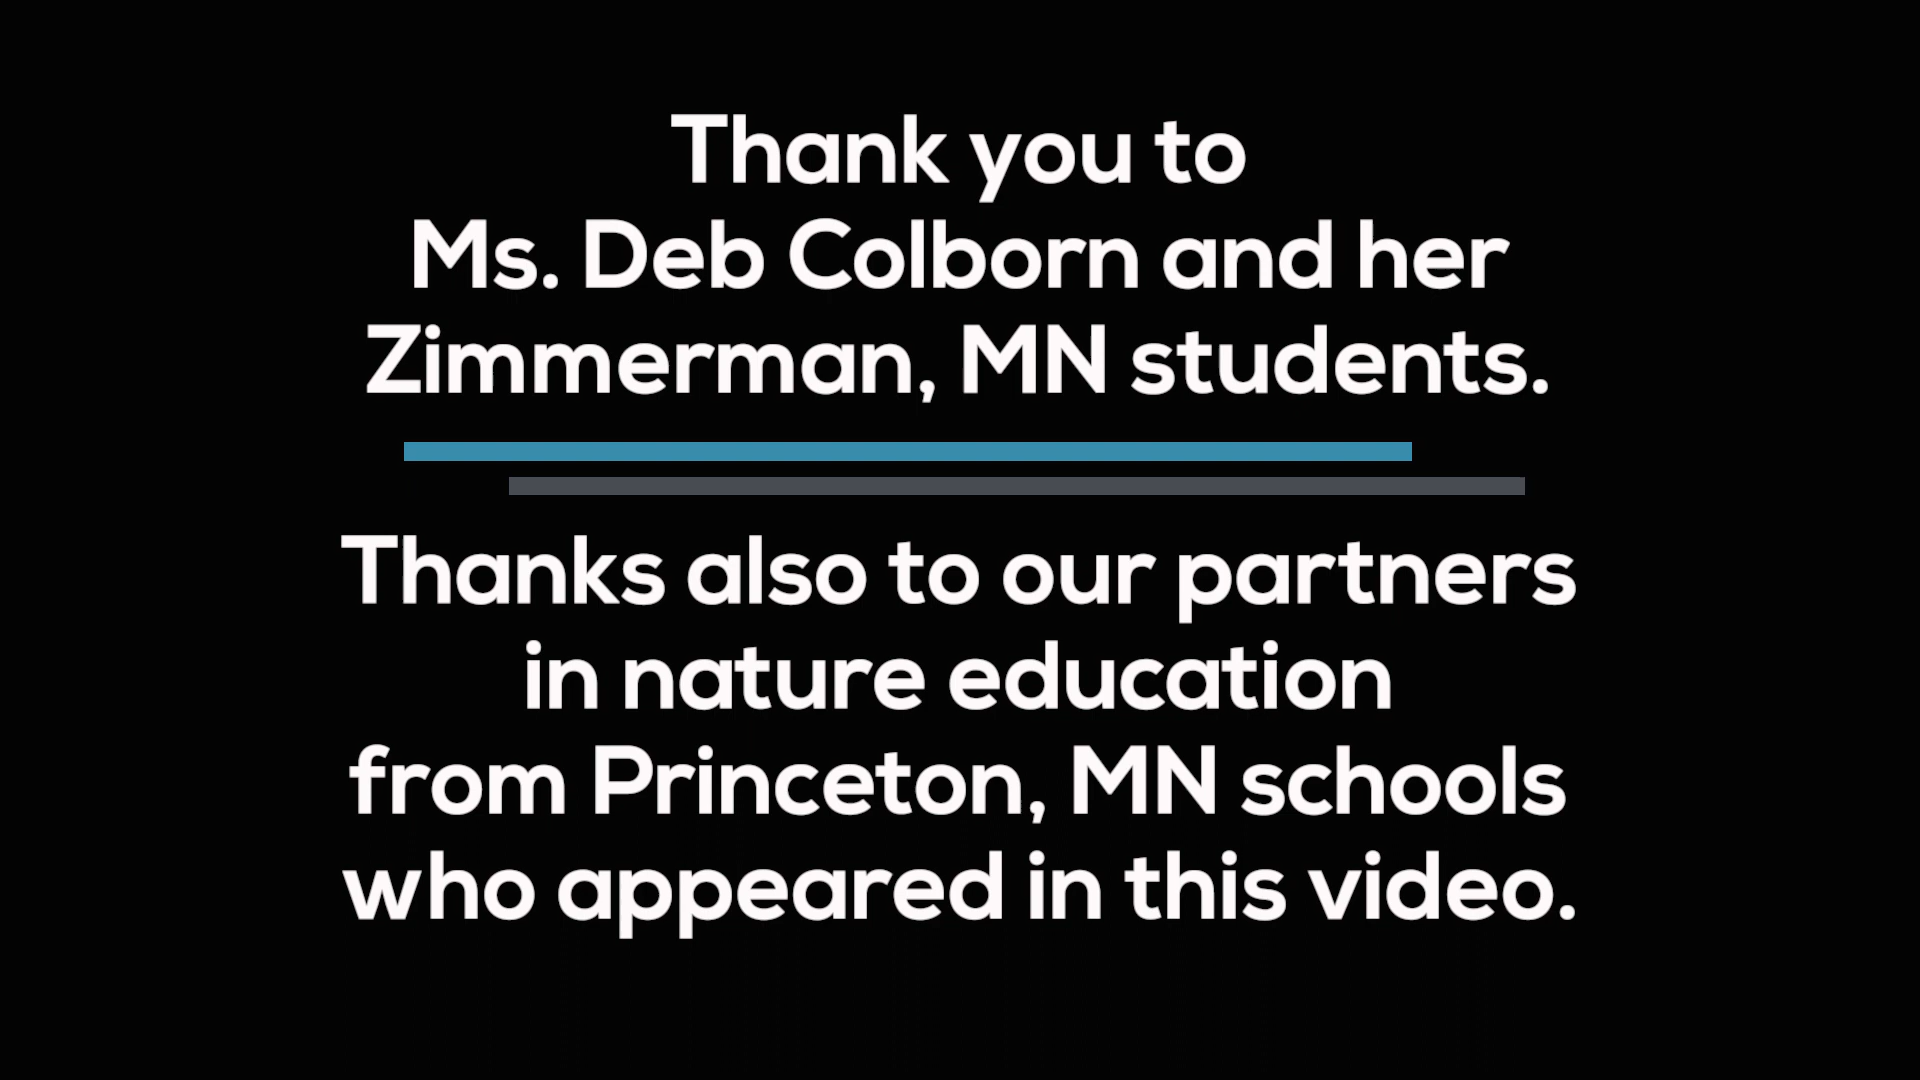 Thank you to
Ms. Deb Colborn and her
Zimmerman, MN students.
Thanks also to our partners
in nature education
from Princeton, MN schools
who appeared in this video.